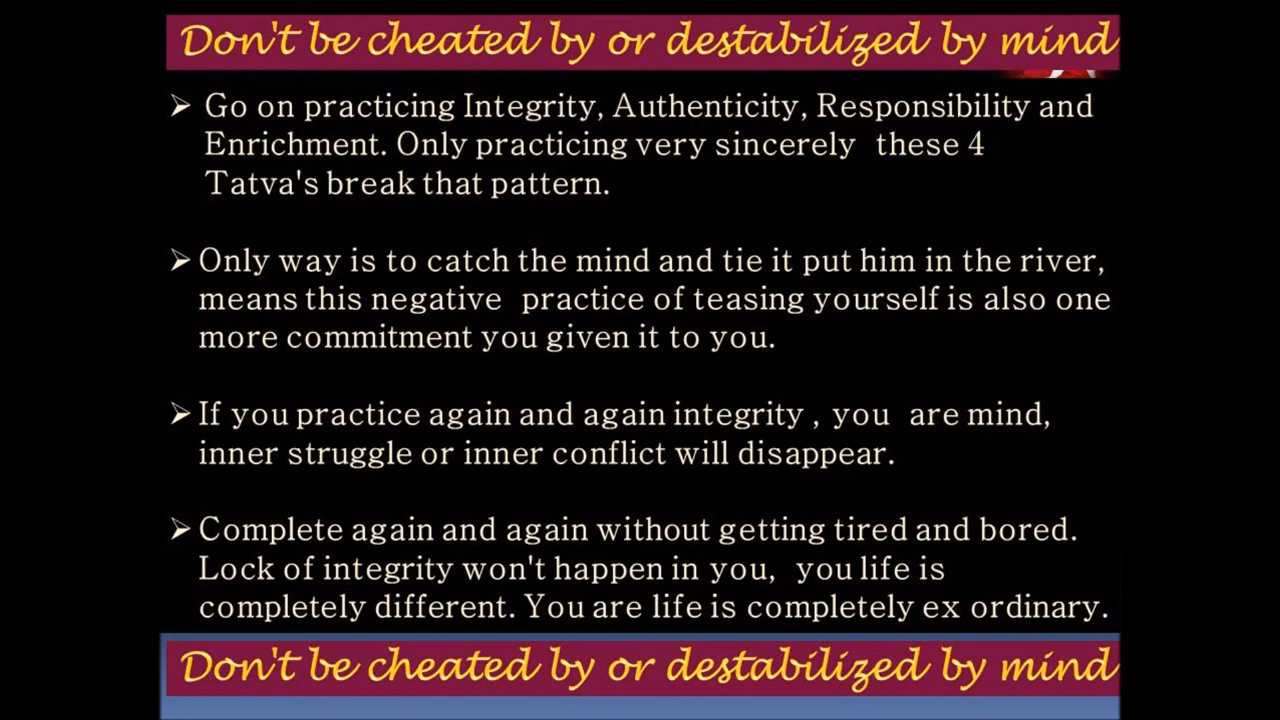 Don't be cheated by or destabilized by mind
➢ Go on practicing Integrity, Authenticity, Responsibility and
Enrichment. Only practicing very sincerely these 4
Tatva's break that pattern.
➢ Only way is to catch the mind and tie it put him in the river,
means this negative practice of teasing yourself is also one
more commitment you given it to you.
➢ If you practice again and again integrity , you are mind,
inner struggle or inner conflict will disappear.
➢ Complete again and again without getting tired and bored.
Lock of integrity won't happen in you, you life is
completely different. You are life is completely ex ordinary.
Don't be cheated by or destabilized by mind